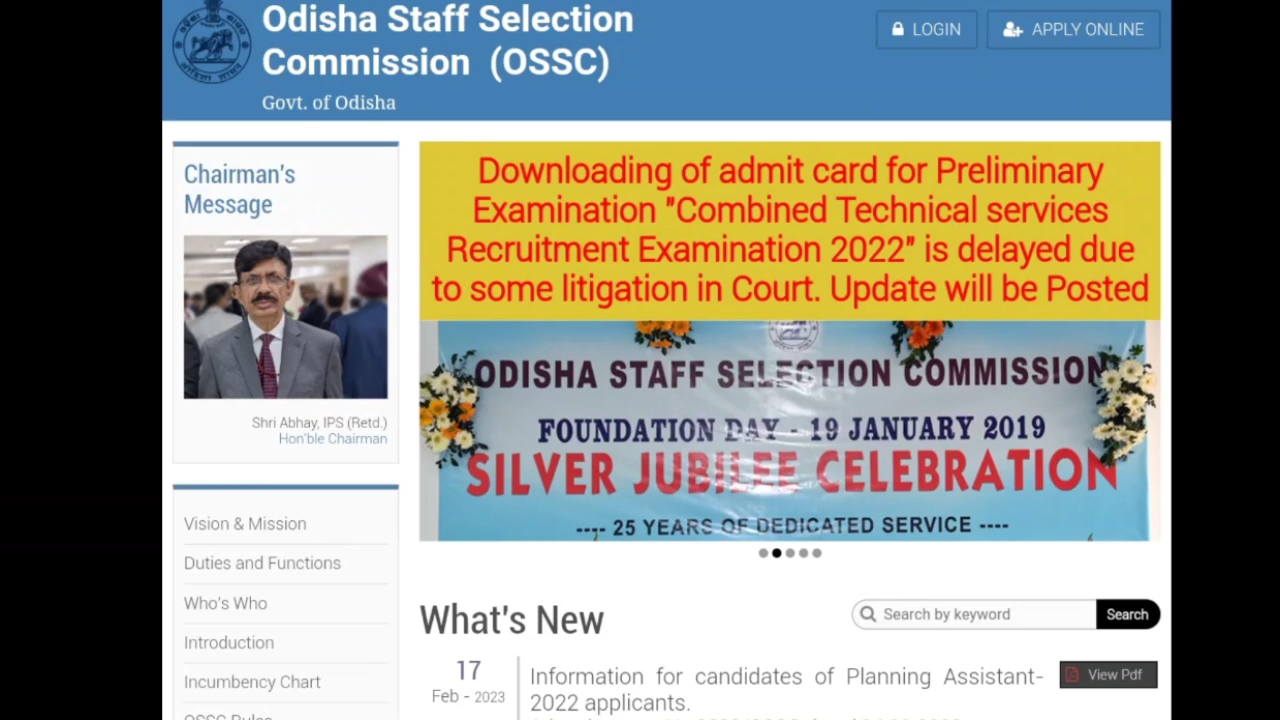 Odisha Staff Selection
Commission (OSSC)
Govt. of Odisha
LOGIN
APPLY ONLINE
Chairman's
Message
Shri Abhay, IPS (Retd.)
Hon'ble Chairman
Vision & Mission
Duties and Functions
Who's Who
Introduction
Incumbency Chart
OSSC Rules
Downloading of admit card for Preliminary
Examination "Combined Technical services
Recruitment Examination 2022" is delayed due
to some litigation in Court. Update will be Posted
ODISHA STAFF SELECTION COMMISSION
FOUNDATION DAY - 19 JANUARY 2019
SILVER JUBILEE CELEBRATION
---- 25 YEARS OF DEDICATED SERVICE ----
What's New
Search by keyword
Search
17
Feb - 2023
Information for candidates of Planning Assistant-
2022 applicants.
View Pdf